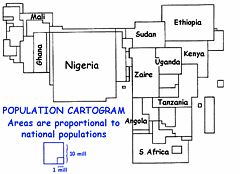 Mali
Ethiopia
Sudan
Ghana
Nigeria
Kenya
Uganda
Zaire
Tanzania
POPULATION CARTOGRAM
Areas are proportional to
national populations
Angola
S Africa
10 mill
1 mill